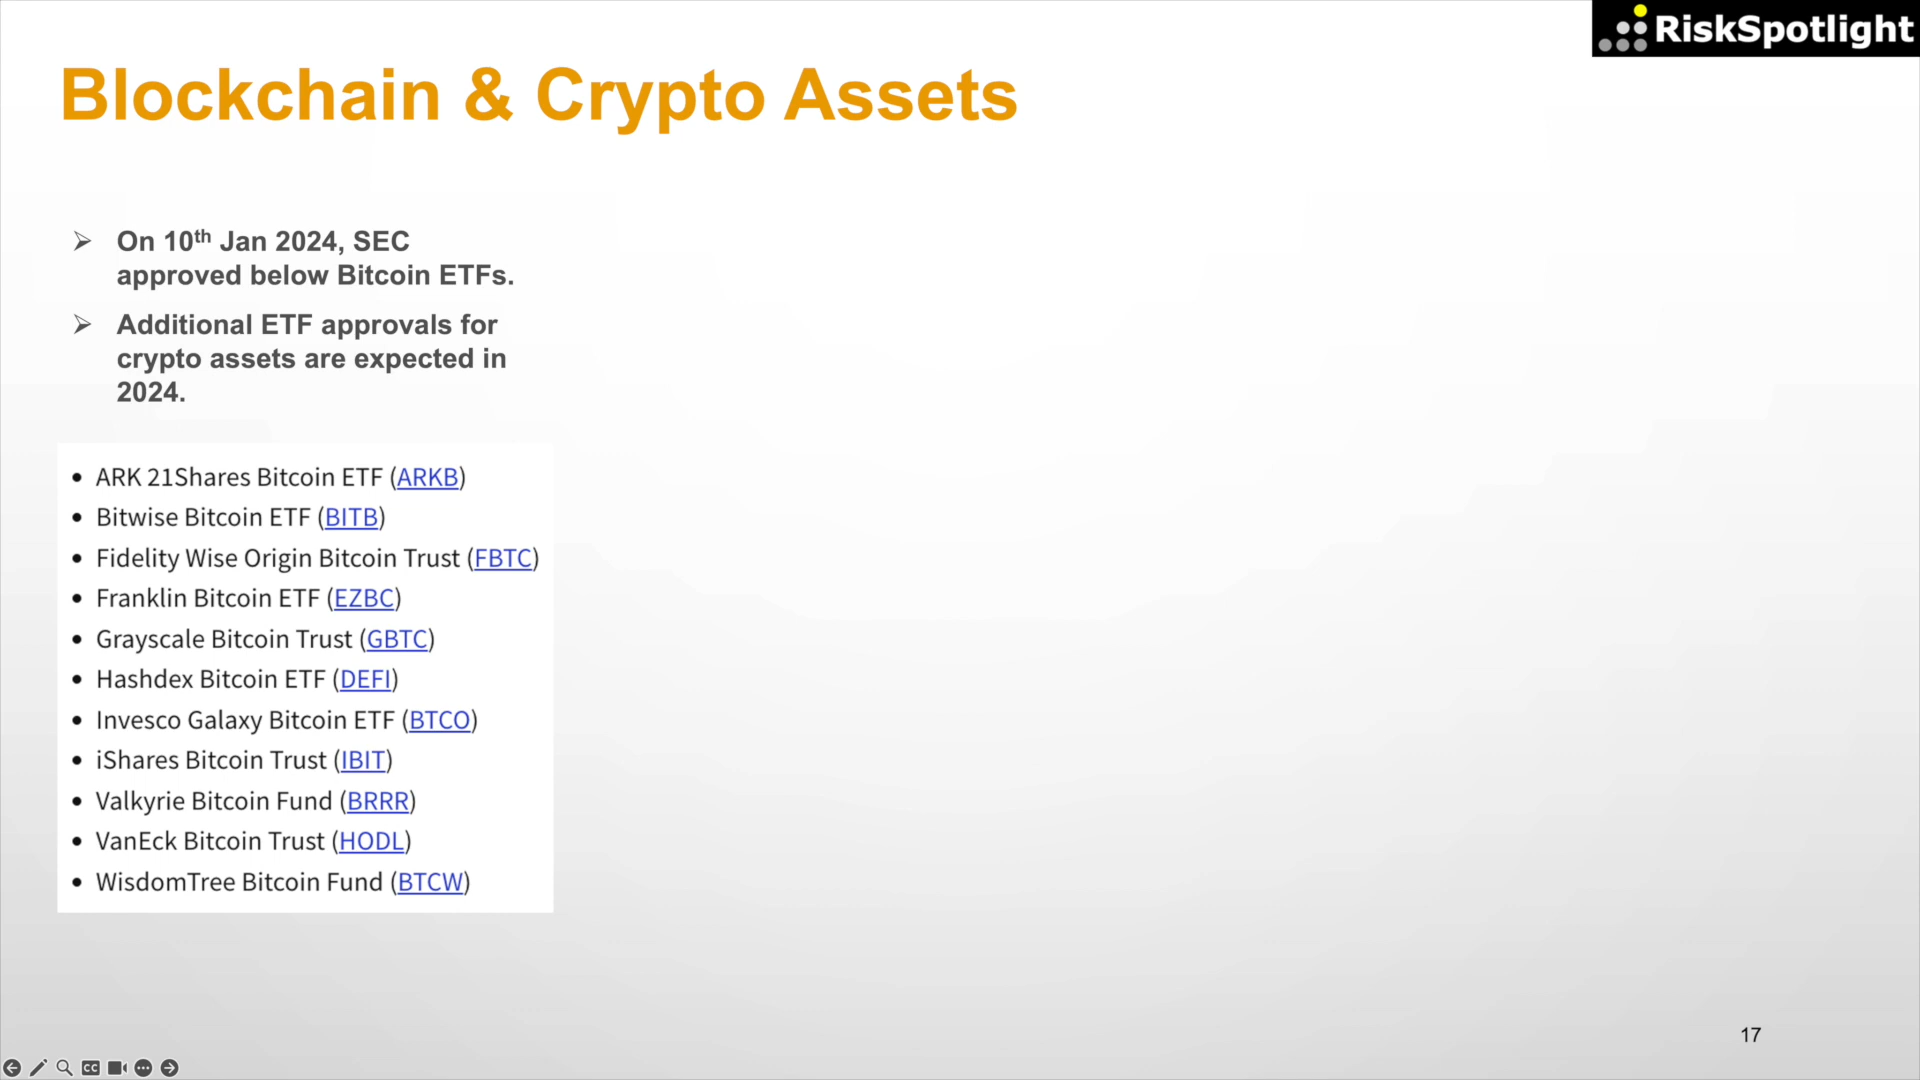 RiskSpotlight
Blockchain & Crypto Assets
➢ On 10th Jan 2024, SEC
approved below Bitcoin ETFs.
➢ Additional ETF approvals for
crypto assets are expected in
2024.
• ARK 21Shares Bitcoin ETF (ARKB)
• Bitwise Bitcoin ETF (BITB)
• Fidelity Wise Origin Bitcoin Trust (FBTC)
• Franklin Bitcoin ETF (EZBC)
• Grayscale Bitcoin Trust (GBTC)
• Hashdex Bitcoin ETF (DEFI)
• Invesco Galaxy Bitcoin ETF (BTCO)
• iShares Bitcoin Trust (IBIT)
• Valkyrie Bitcoin Fund (BRRR)
• VanEck Bitcoin Trust (HODL)
• WisdomTree Bitcoin Fund (BTCW)
17
CC